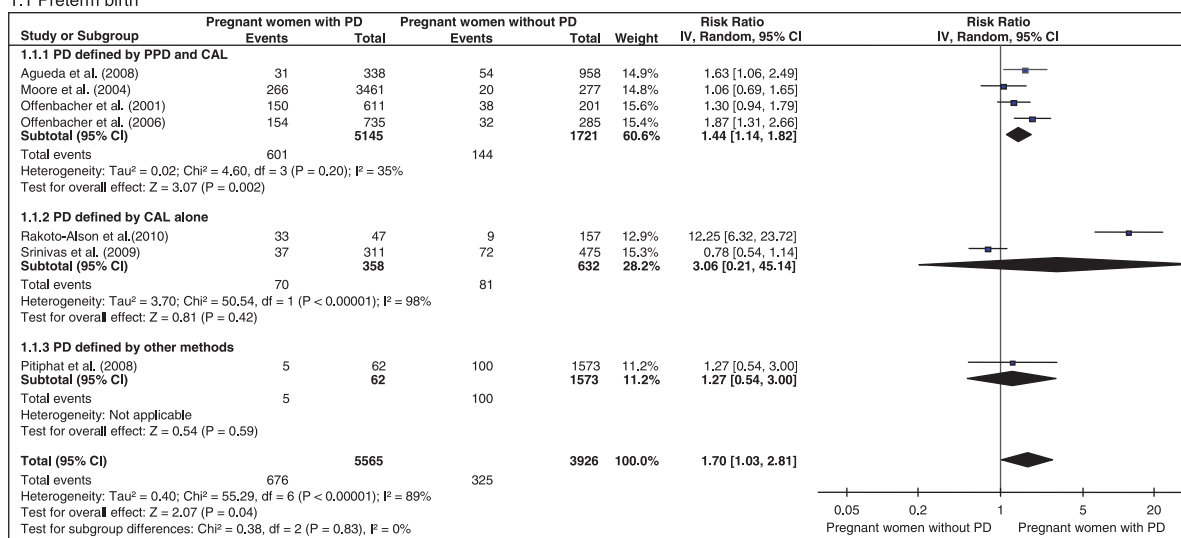 1.1 Preterm birth
Pregnant women with PD Pregnant women without PD Risk Ratio Risk Ratio
Study or Subgroup Events Total Events Total Weight IV, Random, 95% CI IV, Random, 95% CI
1.1.1 PD defined by PPD and CAL
Agueda et al. (2008) 31 338 54 958 14.9% 1.63 [1.06, 2.49]
Moore et al. (2004) 266 3461 20 277 14.8% 1.06 [0.69, 1.65]
Offenbacher et al. (2001) 150 611 38 201 15.6% 1.30 [0.94, 1.79]
Offenbacher et al. (2006) 154 735 32 285 15.4% 1.87 [1.31, 2.66]
Subtotal (95% CI) 5145 1721 60.6% 1.44 [1.14, 1.82]
Total events 601 144
Heterogeneity: Tau² = 0.02; Chi² = 4.60, df = 3 (P = 0.20); I² = 35%
Test for overall effect: Z = 3.07 (P = 0.002)
1.1.2 PD defined by CAL alone
Rakoto-Alson et al.(2010) 33 47 9 157 12.9% 12.25 [6.32, 23.72]
Srinivas et al. (2009) 37 311 72 475 15.3% 0.78 [0.54, 1.14]
Subtotal (95% CI) 358 632 28.2% 3.06 [0.21, 45.14]
Total events 70 81
Heterogeneity: Tau² = 3.70; Chi² = 50.54, df = 1 (P < 0.00001); I² = 98%
Test for overall effect: Z = 0.81 (P = 0.42)
1.1.3 PD defined by other methods
Pitiphat et al. (2008) 5 62 100 1573 11.2% 1.27 [0.54, 3.00]
Subtotal (95% CI) 62 1573 11.2% 1.27 [0.54, 3.00]
Total events 5 100
Heterogeneity: Not applicable
Test for overall effect: Z = 0.54 (P = 0.59)
Total (95% CI) 5565 3926 100.0% 1.70 [1.03, 2.81]
Total events 676 325
Heterogeneity: Tau² = 0.40; Chi² = 55.29, df = 6 (P < 0.00001); I² = 89%
Test for overall effect: Z = 2.07 (P = 0.04)
Test for subgroup differences: Chi² = 0.38, df = 2 (P = 0.83), I² = 0%
0.05 0.2 1 5 20
Pregnant women without PD Pregnant women with PD